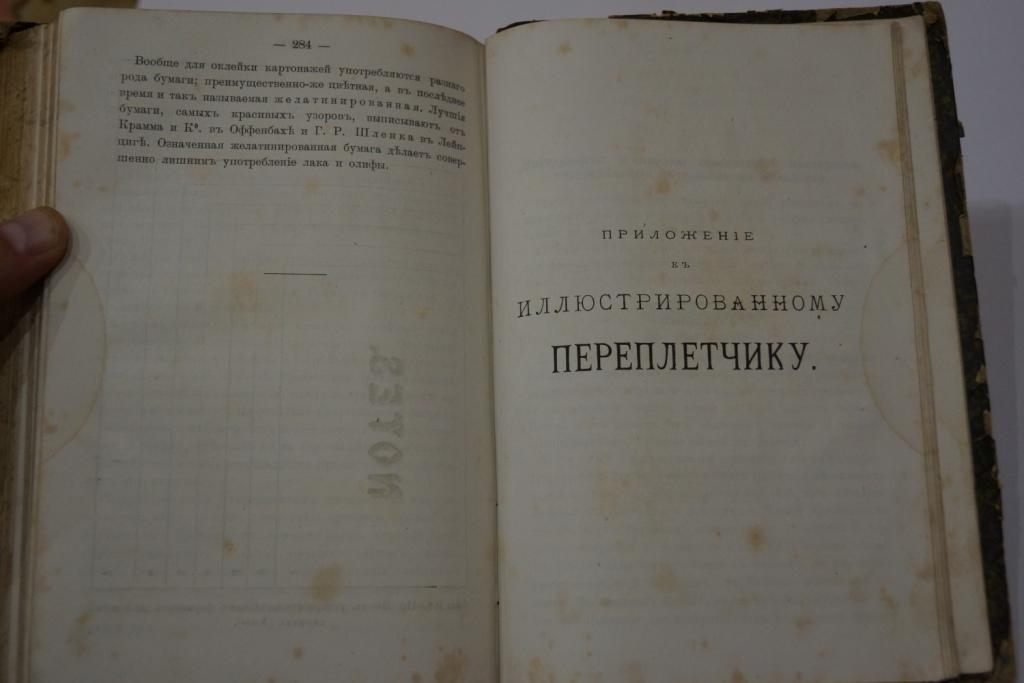 — 284 —
Вообще для оклейки картонажей употребляются разнаго
рода бумаги; преимущественно-же цвѣтная, а въ послѣднее
время и такъ называемая желатинированная. Лучшія
бумаги, самыхъ красивыхъ узоровъ, выписываютъ отъ
Крамма и Кº. въ Оффенбахѣ и Г. Р. Шленка въ Лейп-
цигѣ. Означенная желатинированная бумага дѣлаетъ совер-
шенно лишнимъ употребленіе лака и олифы.
NOTES.
ПРИЛОЖЕНІЕ
КЪ
ИЛЛЮСТРИРОВАННОМУ
ПЕРЕПЛЕТЧИКУ.